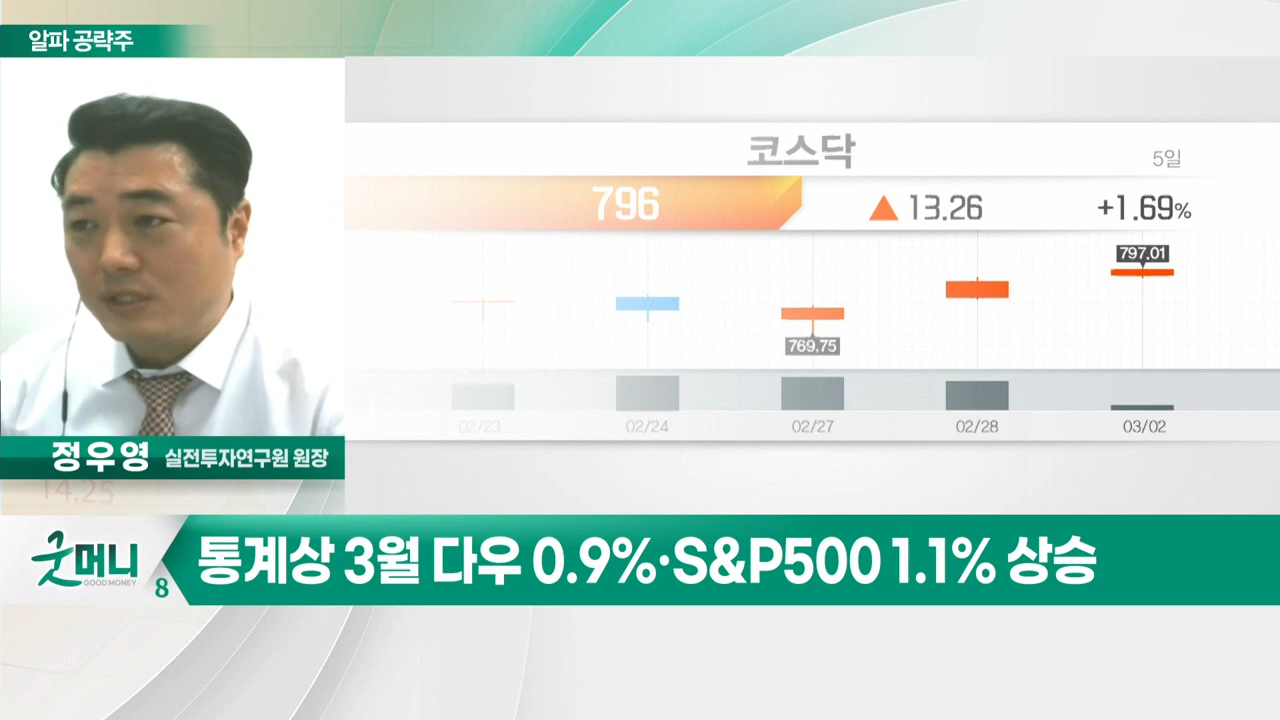 알파 공략주
코스닥
5일
796
▲ 13.26
+1.69%
797.01
769.75
02/23
02/24
02/27
02/28
03/02
정우영 실전투자연구원 원장
14.25
굿머니
GOOD MONEY
8
통계상 3월 다우 0.9%·S&P500 1.1% 상승